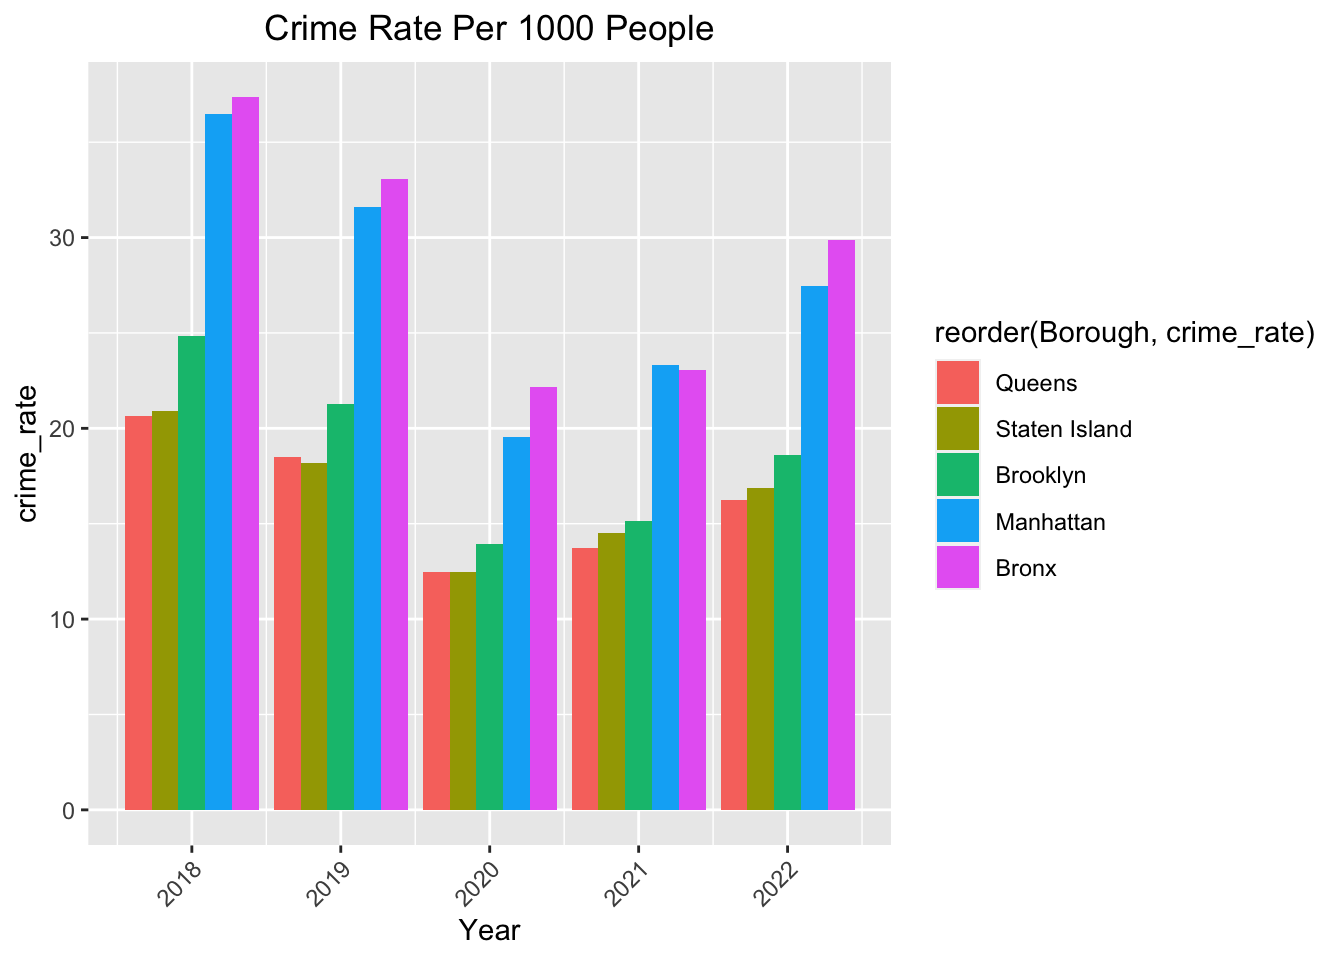 Crime Rate Per 1000 People
crime_rate
30
20
10
0
2018
2019
2020
2021
2022
Year
reorder(Borough, crime_rate)
Queens
Staten Island
Brooklyn
Manhattan
Bronx